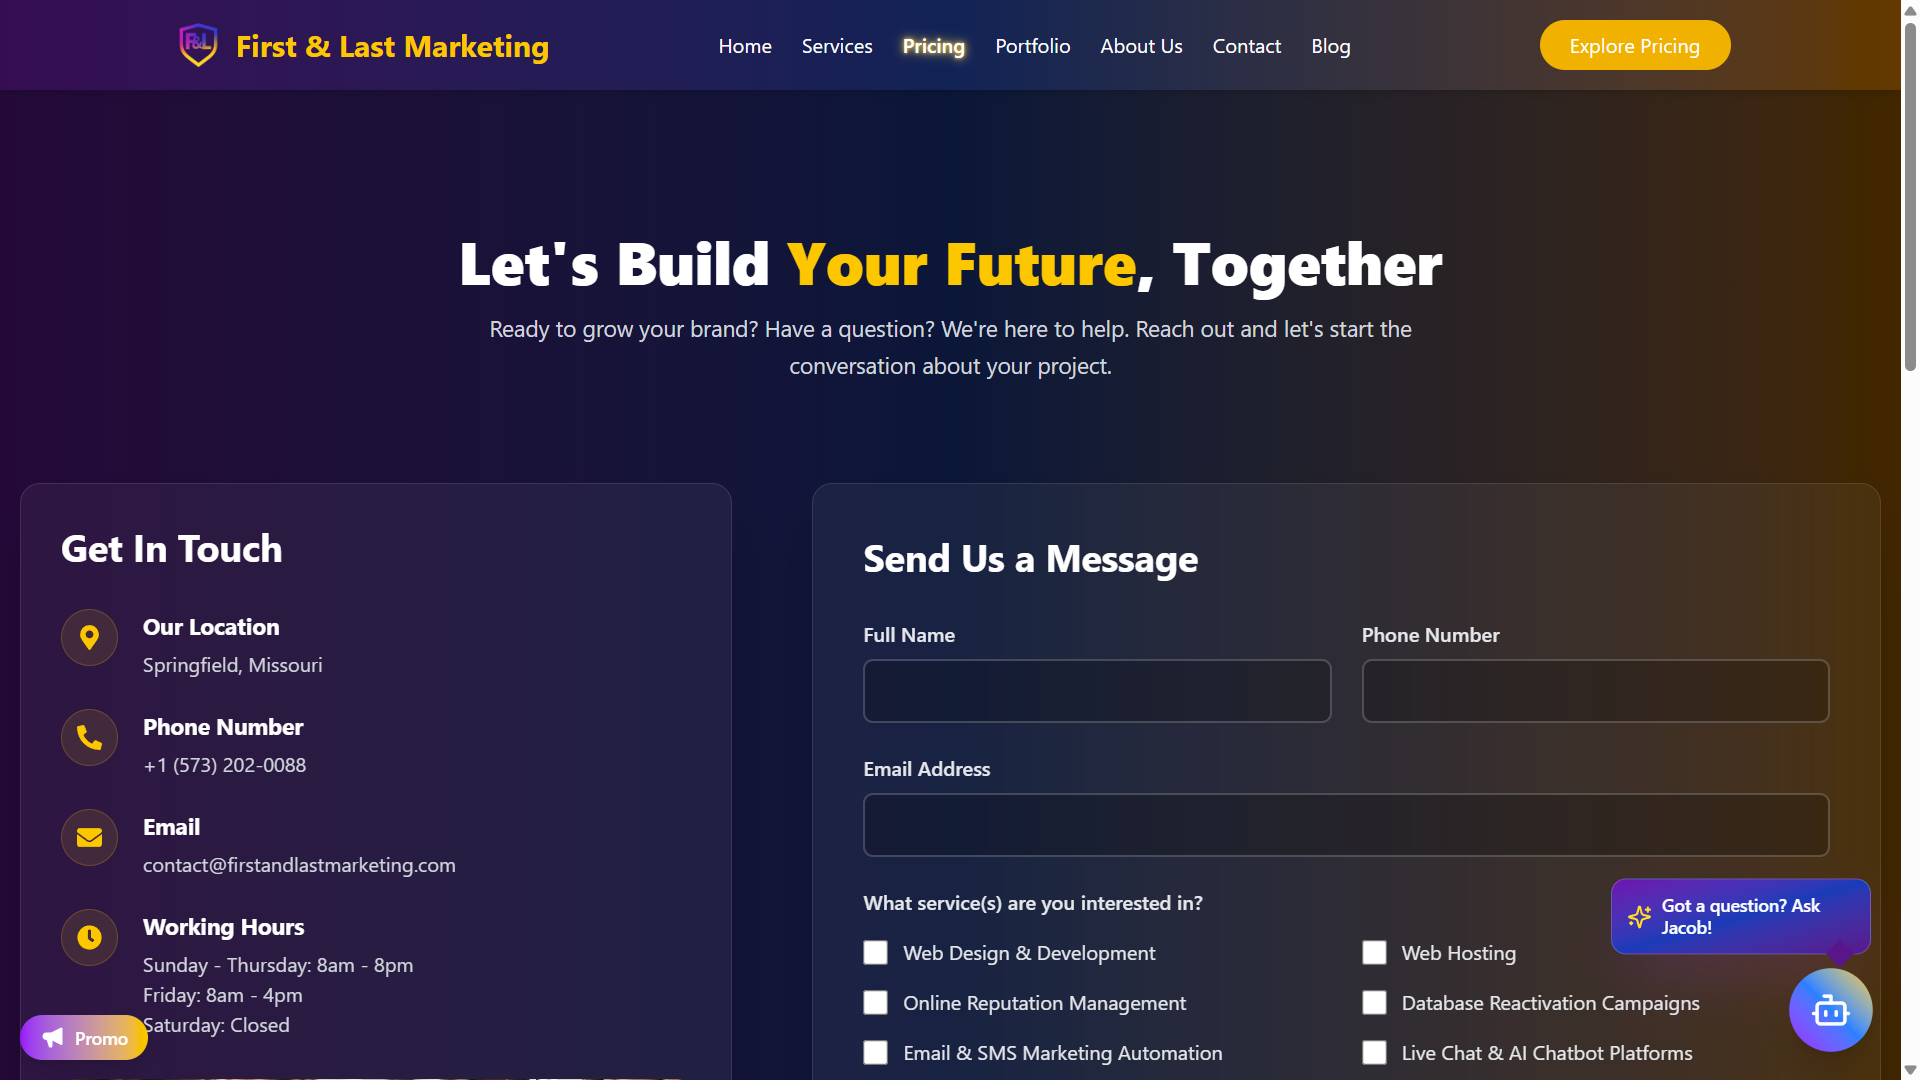 F&L
First & Last Marketing
Home
Services
Pricing
Portfolio
About Us
Contact
Blog
Explore Pricing
Let's Build Your Future, Together
Ready to grow your brand? Have a question? We're here to help. Reach out and let's start the
conversation about your project.
Get In Touch
Our Location
Springfield, Missouri
Phone Number
+1 (573) 202-0088
Email
contact@firstandlastmarketing.com
Working Hours
Sunday - Thursday: 8am - 8pm
Friday: 8am - 4pm
Saturday: Closed
Promo
Send Us a Message
Full Name
Phone Number
Email Address
What service(s) are you interested in?
Web Design & Development
Web Hosting
Online Reputation Management
Database Reactivation Campaigns
Email & SMS Marketing Automation
Live Chat & AI Chatbot Platforms
Got a question? Ask
Jacob!